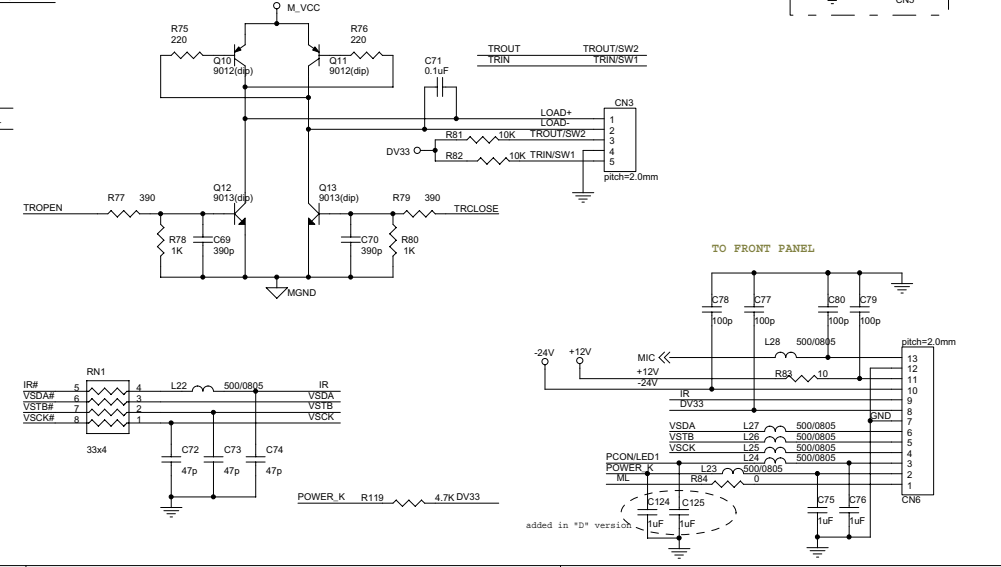 CN5
M_VCC
R75
220
R76
220
Q10
9012(dip)
Q11
9012(dip)
C71
0.1uF
TROUT TROUT/SW2
TRIN TRIN/SW1
CN3
LOAD+ 1
LOAD- 2
R81 10K TROUT/SW2 3
DV33 4
R82 10K TRIN/SW1 5
pitch=2.0mm
Q12
9013(dip)
Q13
9013(dip)
R77 390
R79 390
TROPEN
TRCLOSE
R78
1K
C69
390p
C70
390p
R80
1K
MGND
TO FRONT PANEL
C78
100p
C77
100p
C80
100p
C79
100p
pitch=2.0mm
L28 500/0805
-24V +12V MIC 13
12
+12V R83 10 11
-24V 10
IR 9
DV33 8
GND 7
VSDA L27 500/0805 6
VSTB L26 500/0805 5
VSCK L25 500/0805 4
PCON/LED1 L24 500/0805 3
POWER_K L23 500/0805 2
ML R84 0 1
CN6
C124
1uF
C125
1uF
C75
1uF
C76
1uF
added in "D" version
RN1
IR# 5 4 L22 500/0805 IR
VSDA# 6 3 VSDA
VSTB# 7 2 VSTB
VSCK# 8 1 VSCK
33x4
C72
47p
C73
47p
C74
47p
POWER_K R119 4.7K DV33